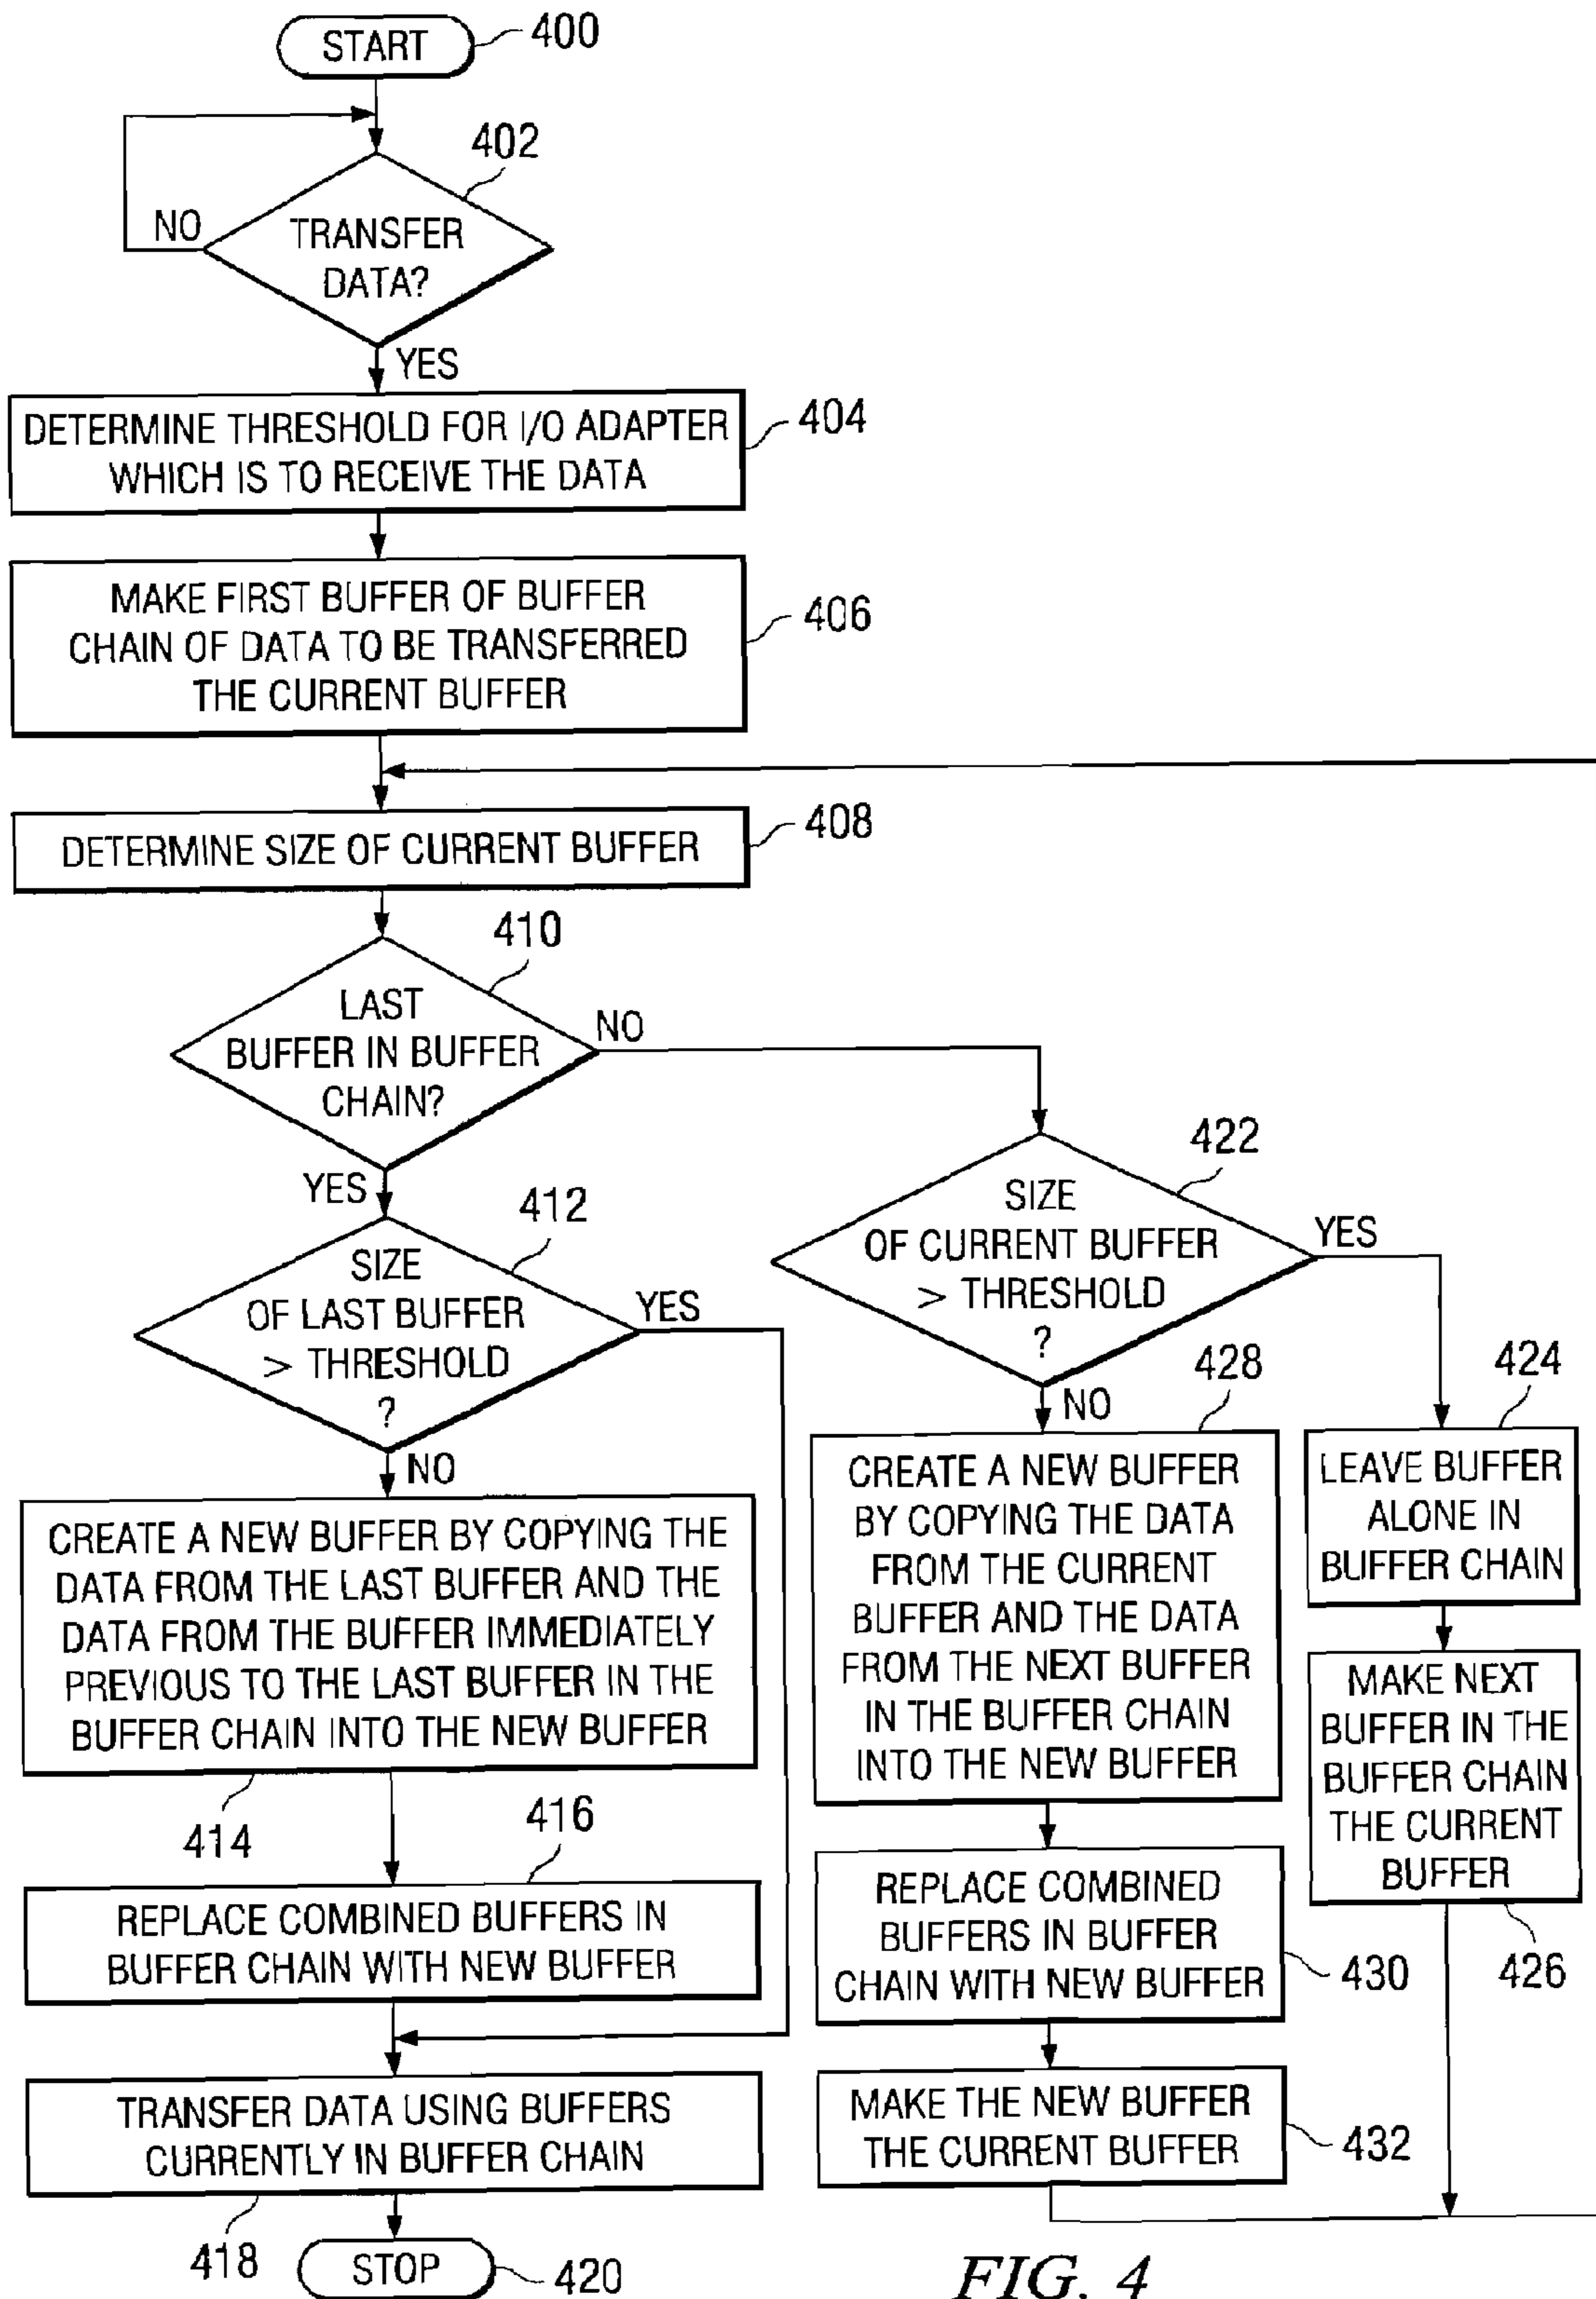 START
400
402
NO
TRANSFER
DATA?
YES
DETERMINE THRESHOLD FOR I/O ADAPTER
WHICH IS TO RECEIVE THE DATA
404
MAKE FIRST BUFFER OF BUFFER
CHAIN OF DATA TO BE TRANSFERRED
THE CURRENT BUFFER
406
DETERMINE SIZE OF CURRENT BUFFER
408
410
LAST
BUFFER IN BUFFER
CHAIN?
NO
YES
412
SIZE
OF LAST BUFFER
> THRESHOLD
?
YES
NO
CREATE A NEW BUFFER BY COPYING THE
DATA FROM THE LAST BUFFER AND THE
DATA FROM THE BUFFER IMMEDIATELY
PREVIOUS TO THE LAST BUFFER IN THE
BUFFER CHAIN INTO THE NEW BUFFER
414
416
REPLACE COMBINED BUFFERS IN
BUFFER CHAIN WITH NEW BUFFER
TRANSFER DATA USING BUFFERS
CURRENTLY IN BUFFER CHAIN
418
STOP
420
422
SIZE
OF CURRENT BUFFER
> THRESHOLD
?
YES
NO
428
CREATE A NEW BUFFER
BY COPYING THE DATA
FROM THE CURRENT
BUFFER AND THE DATA
FROM THE NEXT BUFFER
IN THE BUFFER CHAIN
INTO THE NEW BUFFER
REPLACE COMBINED
BUFFERS IN BUFFER
CHAIN WITH NEW BUFFER
430
MAKE THE NEW BUFFER
THE CURRENT BUFFER
432
424
LEAVE BUFFER
ALONE IN
BUFFER CHAIN
MAKE NEXT
BUFFER IN THE
BUFFER CHAIN
THE CURRENT
BUFFER
426
FIG. 4